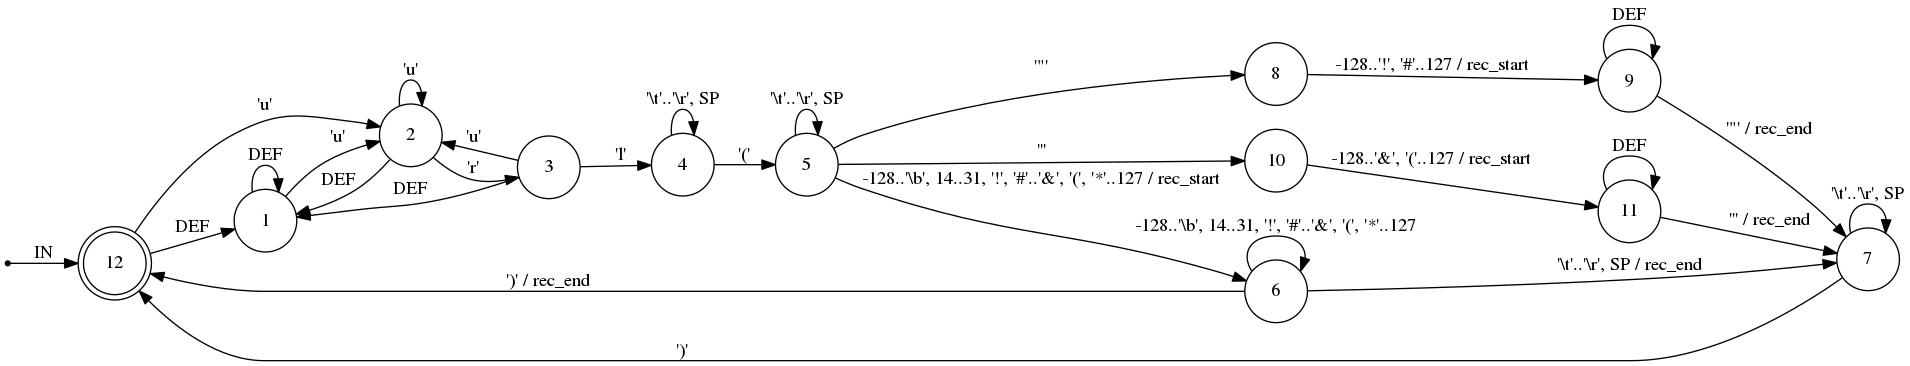 IN
12
'u'
DEF
DEF
1
'u'
DEF
'u'
2
'u'
'r'
DEF
3
'l'
'\t'..'\r', SP
4
'('
'\t'..'\r', SP
5
'"'
'''
-128..'\b', 14..31, '!', '#'..'&', '(', '*'..127 / rec_start
')' / rec_end
')'
8
-128..'!', '#'..127 / rec_start
10
-128..'&', '('..127 / rec_start
-128..'\b', 14..31, '!', '#'..'&', '(', '*'..127
6
'\t'..'\r', SP / rec_end
DEF
9
'"' / rec_end
DEF
11
''' / rec_end
'\t'..'\r', SP
7